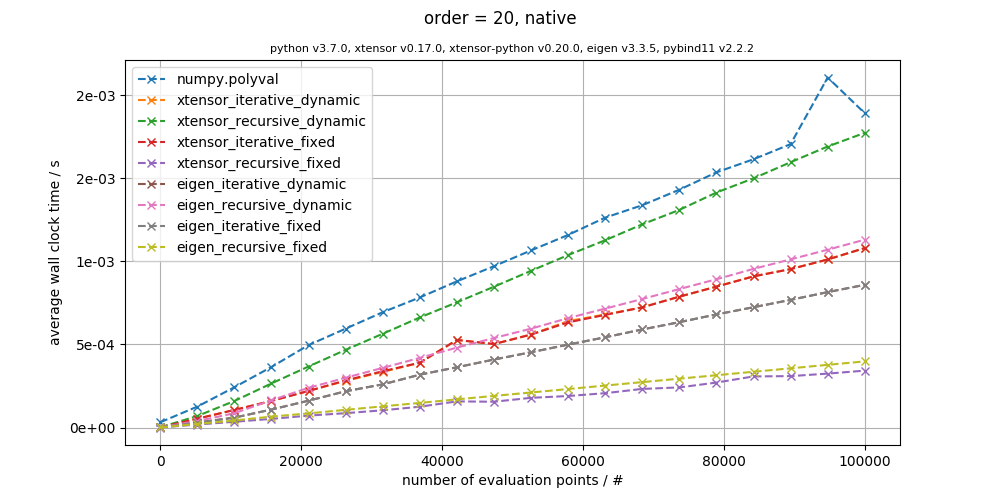 order = 20, native
python v3.7.0, xtensor v0.17.0, xtensor-python v0.20.0, eigen v3.3.5, pybind11 v2.2.2
numpy.polyval
xtensor_iterative_dynamic
xtensor_recursive_dynamic
xtensor_iterative_fixed
xtensor_recursive_fixed
eigen_iterative_dynamic
eigen_recursive_dynamic
eigen_iterative_fixed
eigen_recursive_fixed
average wall clock time / s
2e-03
2e-03
1e-03
5e-04
0e+00
0 20000 40000 60000 80000 100000
number of evaluation points / #